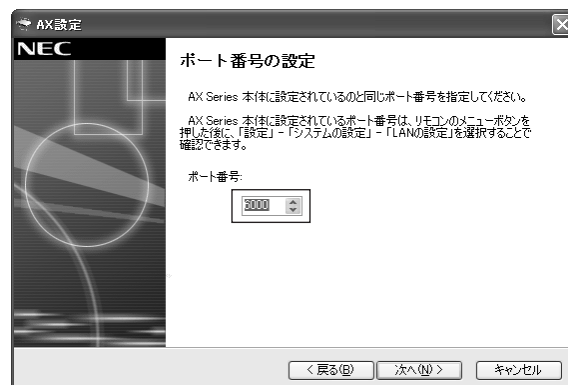 AX設定
NEC
ポート番号の設定
AX Series 本体に設定されているのと同じポート番号を指定してください。
AX Series 本体に設定されているポート番号は、リモコンのメニューボタンを
押した後に、「設定」－「システムの設定」－「LANの設定」を選択することで
確認できます。
ポート番号:
6000
< 戻る(B)
次へ(N) >
キャンセル